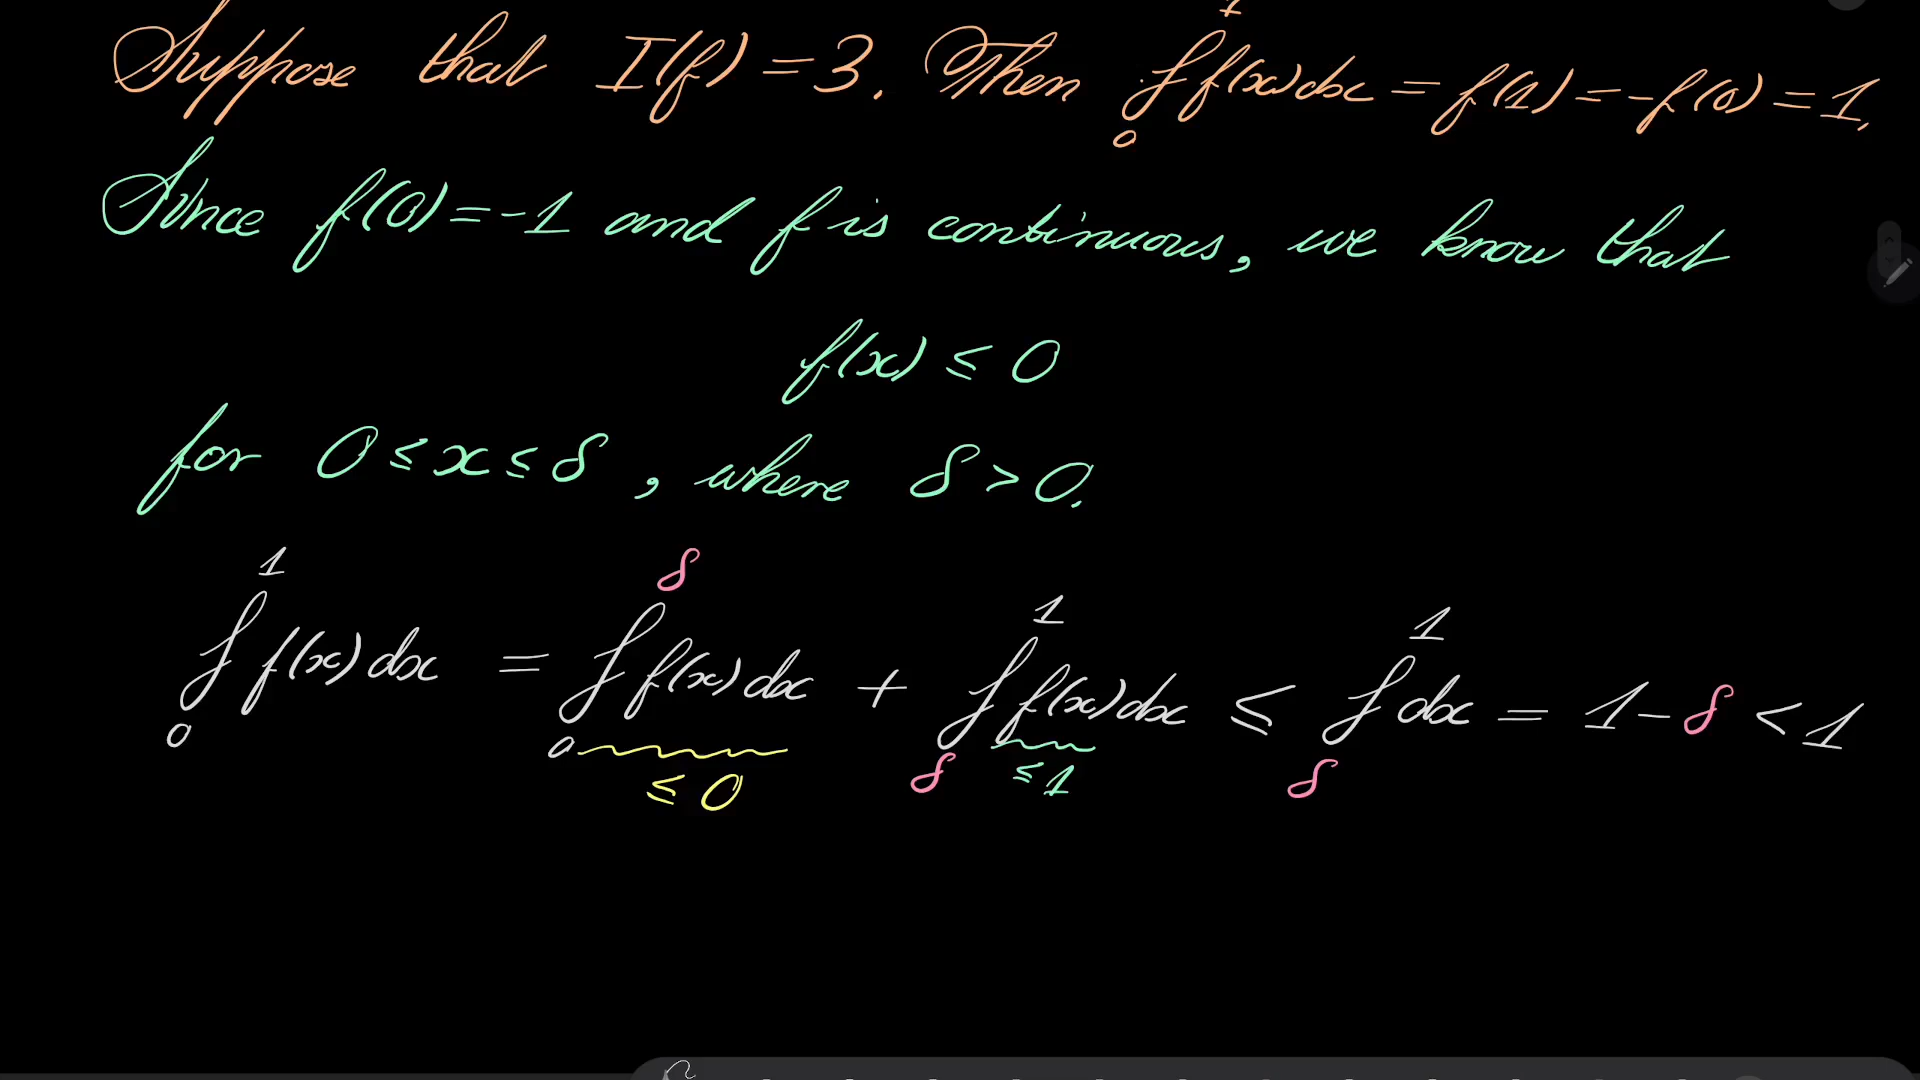 Suppose that I(f) = 3. Then ∫₀¹ f(x)dx = f(1) = -f(0) = 1.
Since f(0) = -1 and f is continuous, we know that
f(x) ≤ 0
for 0 ≤ x ≤ δ, where δ > 0.
∫₀¹ f(x)dx = ∫₀^δ f(x)dx + ∫_δ¹ f(x)dx ≤ ∫_δ¹ dx = 1 - δ < 1
≤ 0 ≤ 1